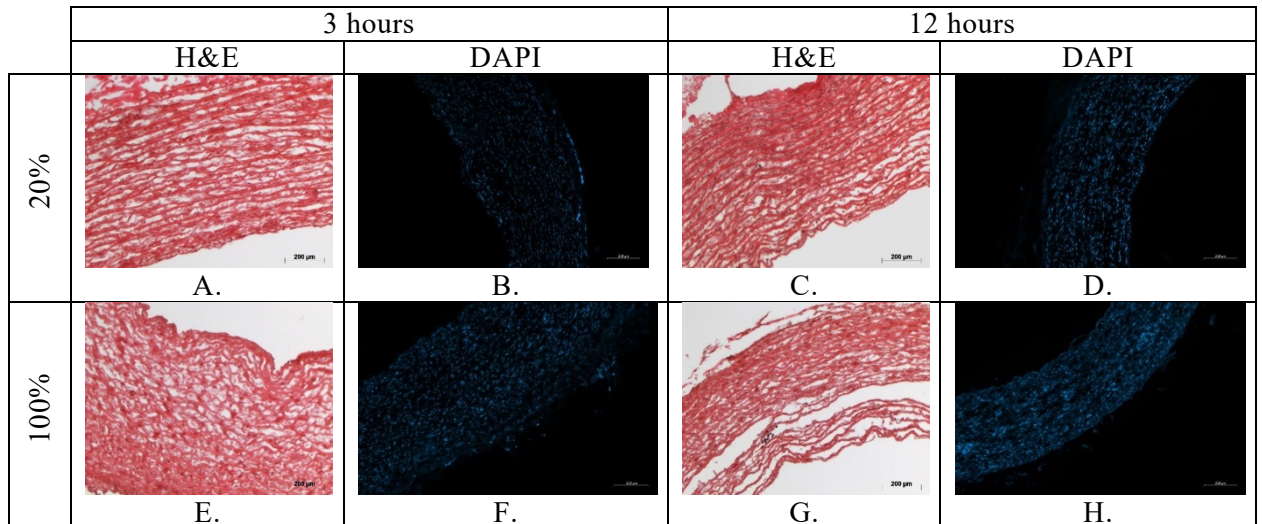 3 hours 12 hours
H&E DAPI H&E DAPI
20%
200 µm 200 µm
A. B. C. D.
100%
200 µm 200 µm
E. F. G. H.